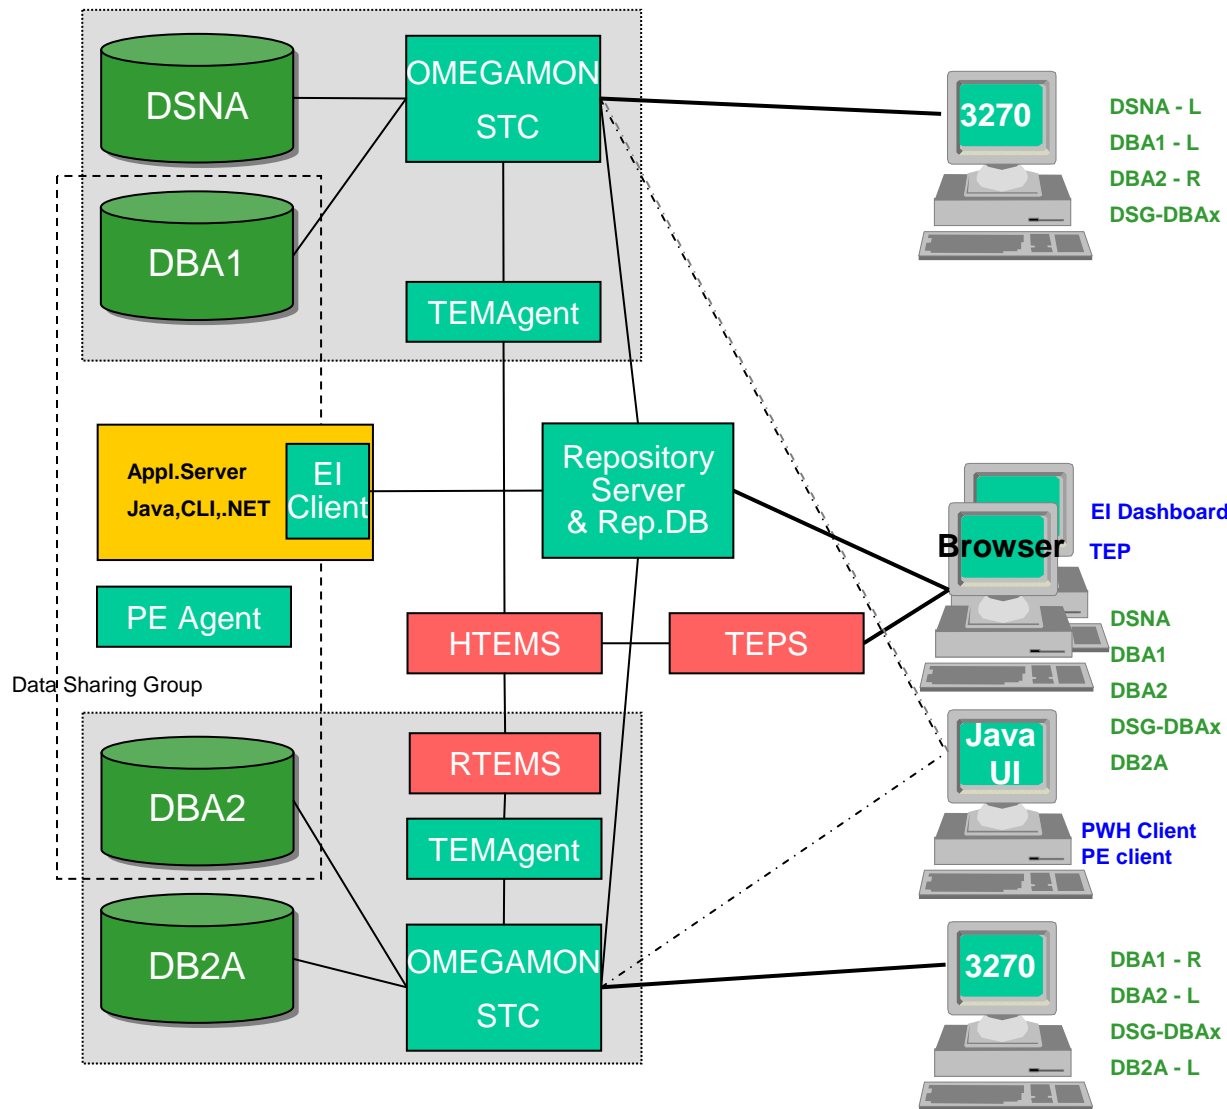 DSNA
OMEGAMON
STC
3270
DSNA - L
DBA1 - L
DBA2 - R
DSG-DBAx
DBA1
TEMAgent
Appl.Server
Java,CLI,.NET
EI
Client
Repository
Server
& Rep.DB
EI Dashboard
Browser
TEP
PE Agent
HTEMS
TEPS
DSNA
DBA1
DBA2
DSG-DBAx
DB2A
Data Sharing Group
DBA2
RTEMS
TEMAgent
Java
UI
PWH Client
PE client
DB2A
OMEGAMON
STC
3270
DBA1 - R
DBA2 - L
DSG-DBAx
DB2A - L